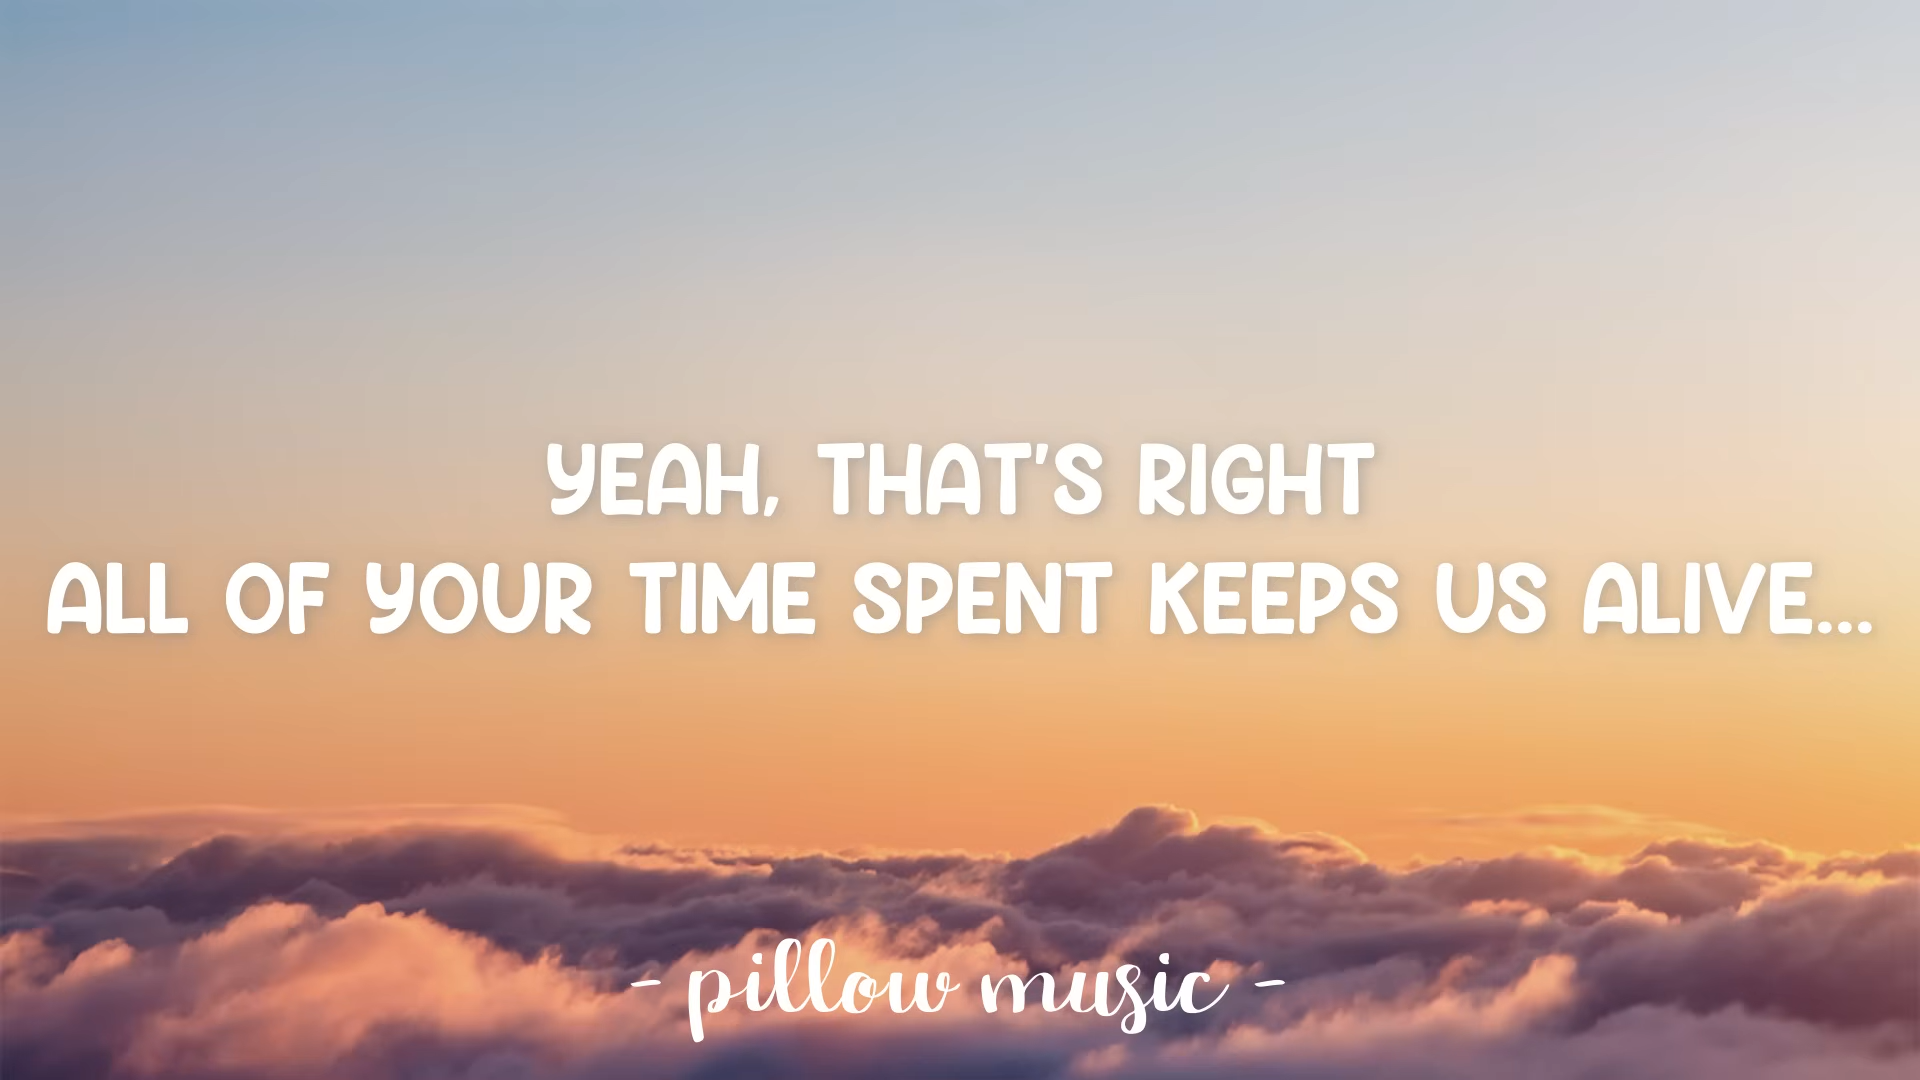 YEAH, THAT'S RIGHT
ALL OF YOUR TIME SPENT KEEPS US ALIVE...
- pillow music -